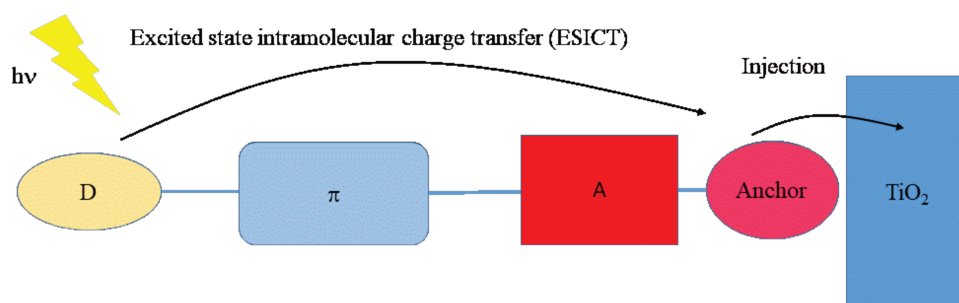 Excited state intramolecular charge transfer (ESICT)
hν
Injection
D
π
A
Anchor
TiO₂